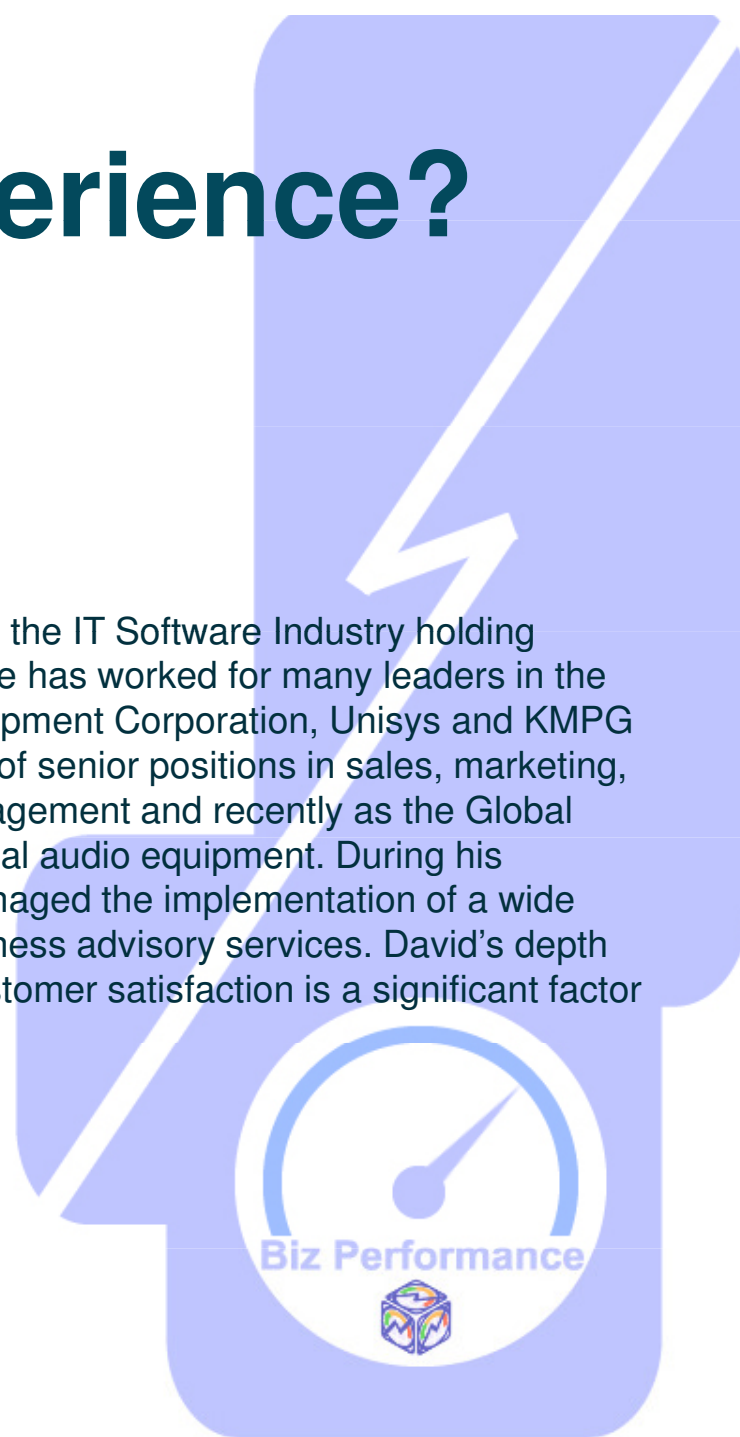 erience?
the IT Software Industry holding
e has worked for many leaders in the
pment Corporation, Unisys and KMPG
of senior positions in sales, marketing,
agement and recently as the Global
al audio equipment. During his
naged the implementation of a wide
ness advisory services. David’s depth
stomer satisfaction is a significant factor
Biz Performance